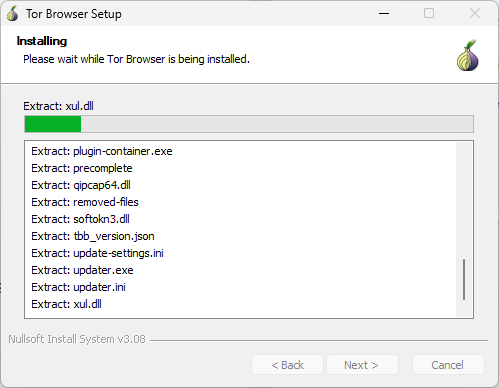 Tor Browser Setup
Installing
Please wait while Tor Browser is being installed.
Extract: xul.dll
Extract: plugin-container.exe
Extract: precomplete
Extract: qipcap64.dll
Extract: removed-files
Extract: softokn3.dll
Extract: tbb_version.json
Extract: update-settings.ini
Extract: updater.exe
Extract: updater.ini
Extract: xul.dll
Nullsoft Install System v3.08
< Back Next > Cancel